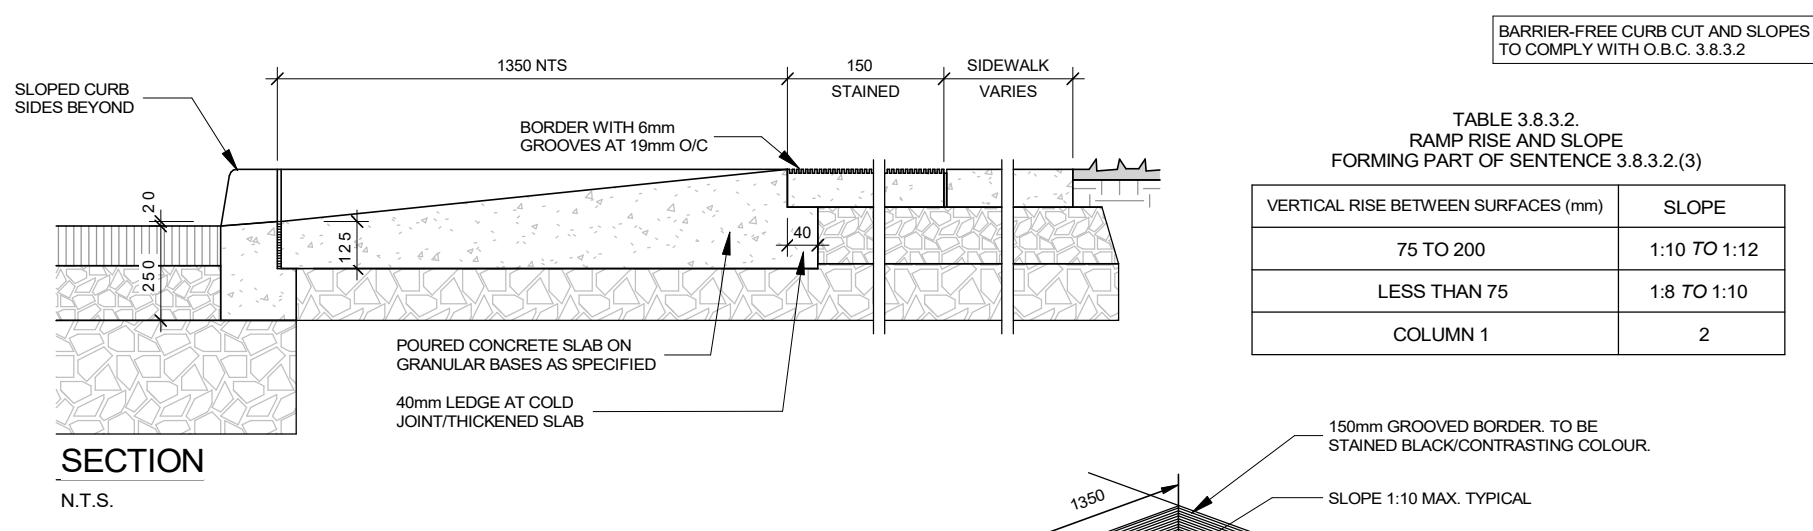 BARRIER-FREE CURB CUT AND SLOPES
TO COMPLY WITH O.B.C. 3.8.3.2
1350 NTS
150
STAINED
SIDEWALK
VARIES
SLOPED CURB
SIDES BEYOND
BORDER WITH 6mm
GROOVES AT 19mm O/C
20
250
125
40
POURED CONCRETE SLAB ON
GRANULAR BASES AS SPECIFIED
40mm LEDGE AT COLD
JOINT/THICKENED SLAB
SECTION
N.T.S.
TABLE 3.8.3.2.
RAMP RISE AND SLOPE
FORMING PART OF SENTENCE 3.8.3.2.(3)
VERTICAL RISE BETWEEN SURFACES (mm) SLOPE
75 TO 200 1:10 TO 1:12
LESS THAN 75 1:8 TO 1:10
COLUMN 1 2
150mm GROOVED BORDER. TO BE
STAINED BLACK/CONTRASTING COLOUR.
1350
SLOPE 1:10 MAX. TYPICAL